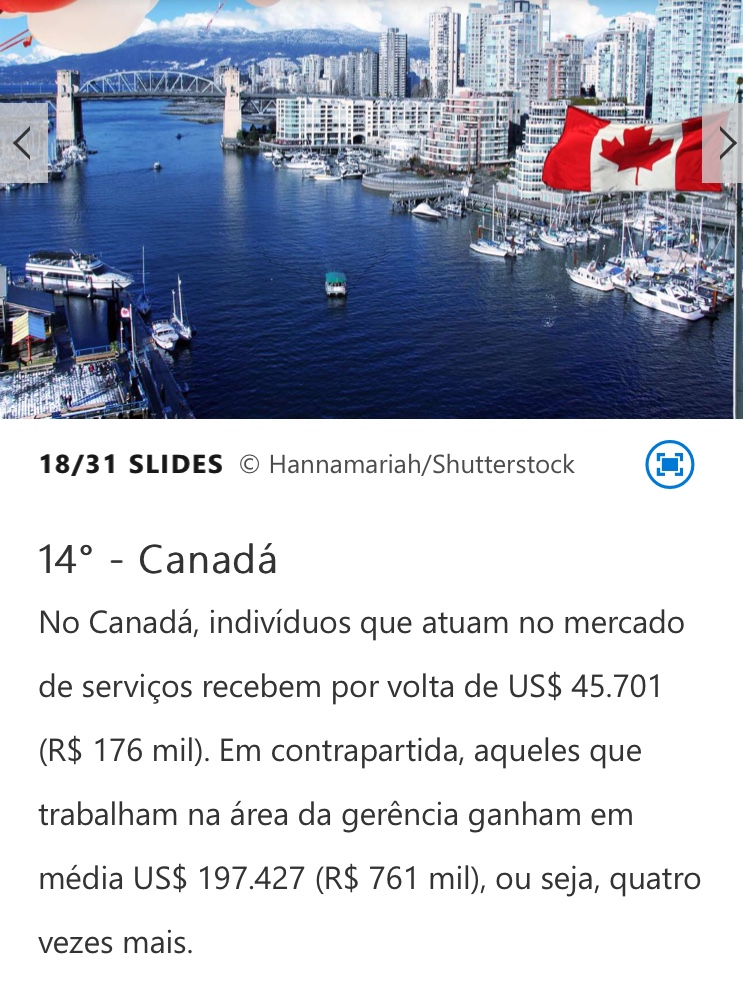 18/31 SLIDES © Hannamariah/Shutterstock
14° - Canadá
No Canadá, indivíduos que atuam no mercado
de serviços recebem por volta de US$ 45.701
(R$ 176 mil). Em contrapartida, aqueles que
trabalham na área da gerência ganham em
média US$ 197.427 (R$ 761 mil), ou seja, quatro
vezes mais.